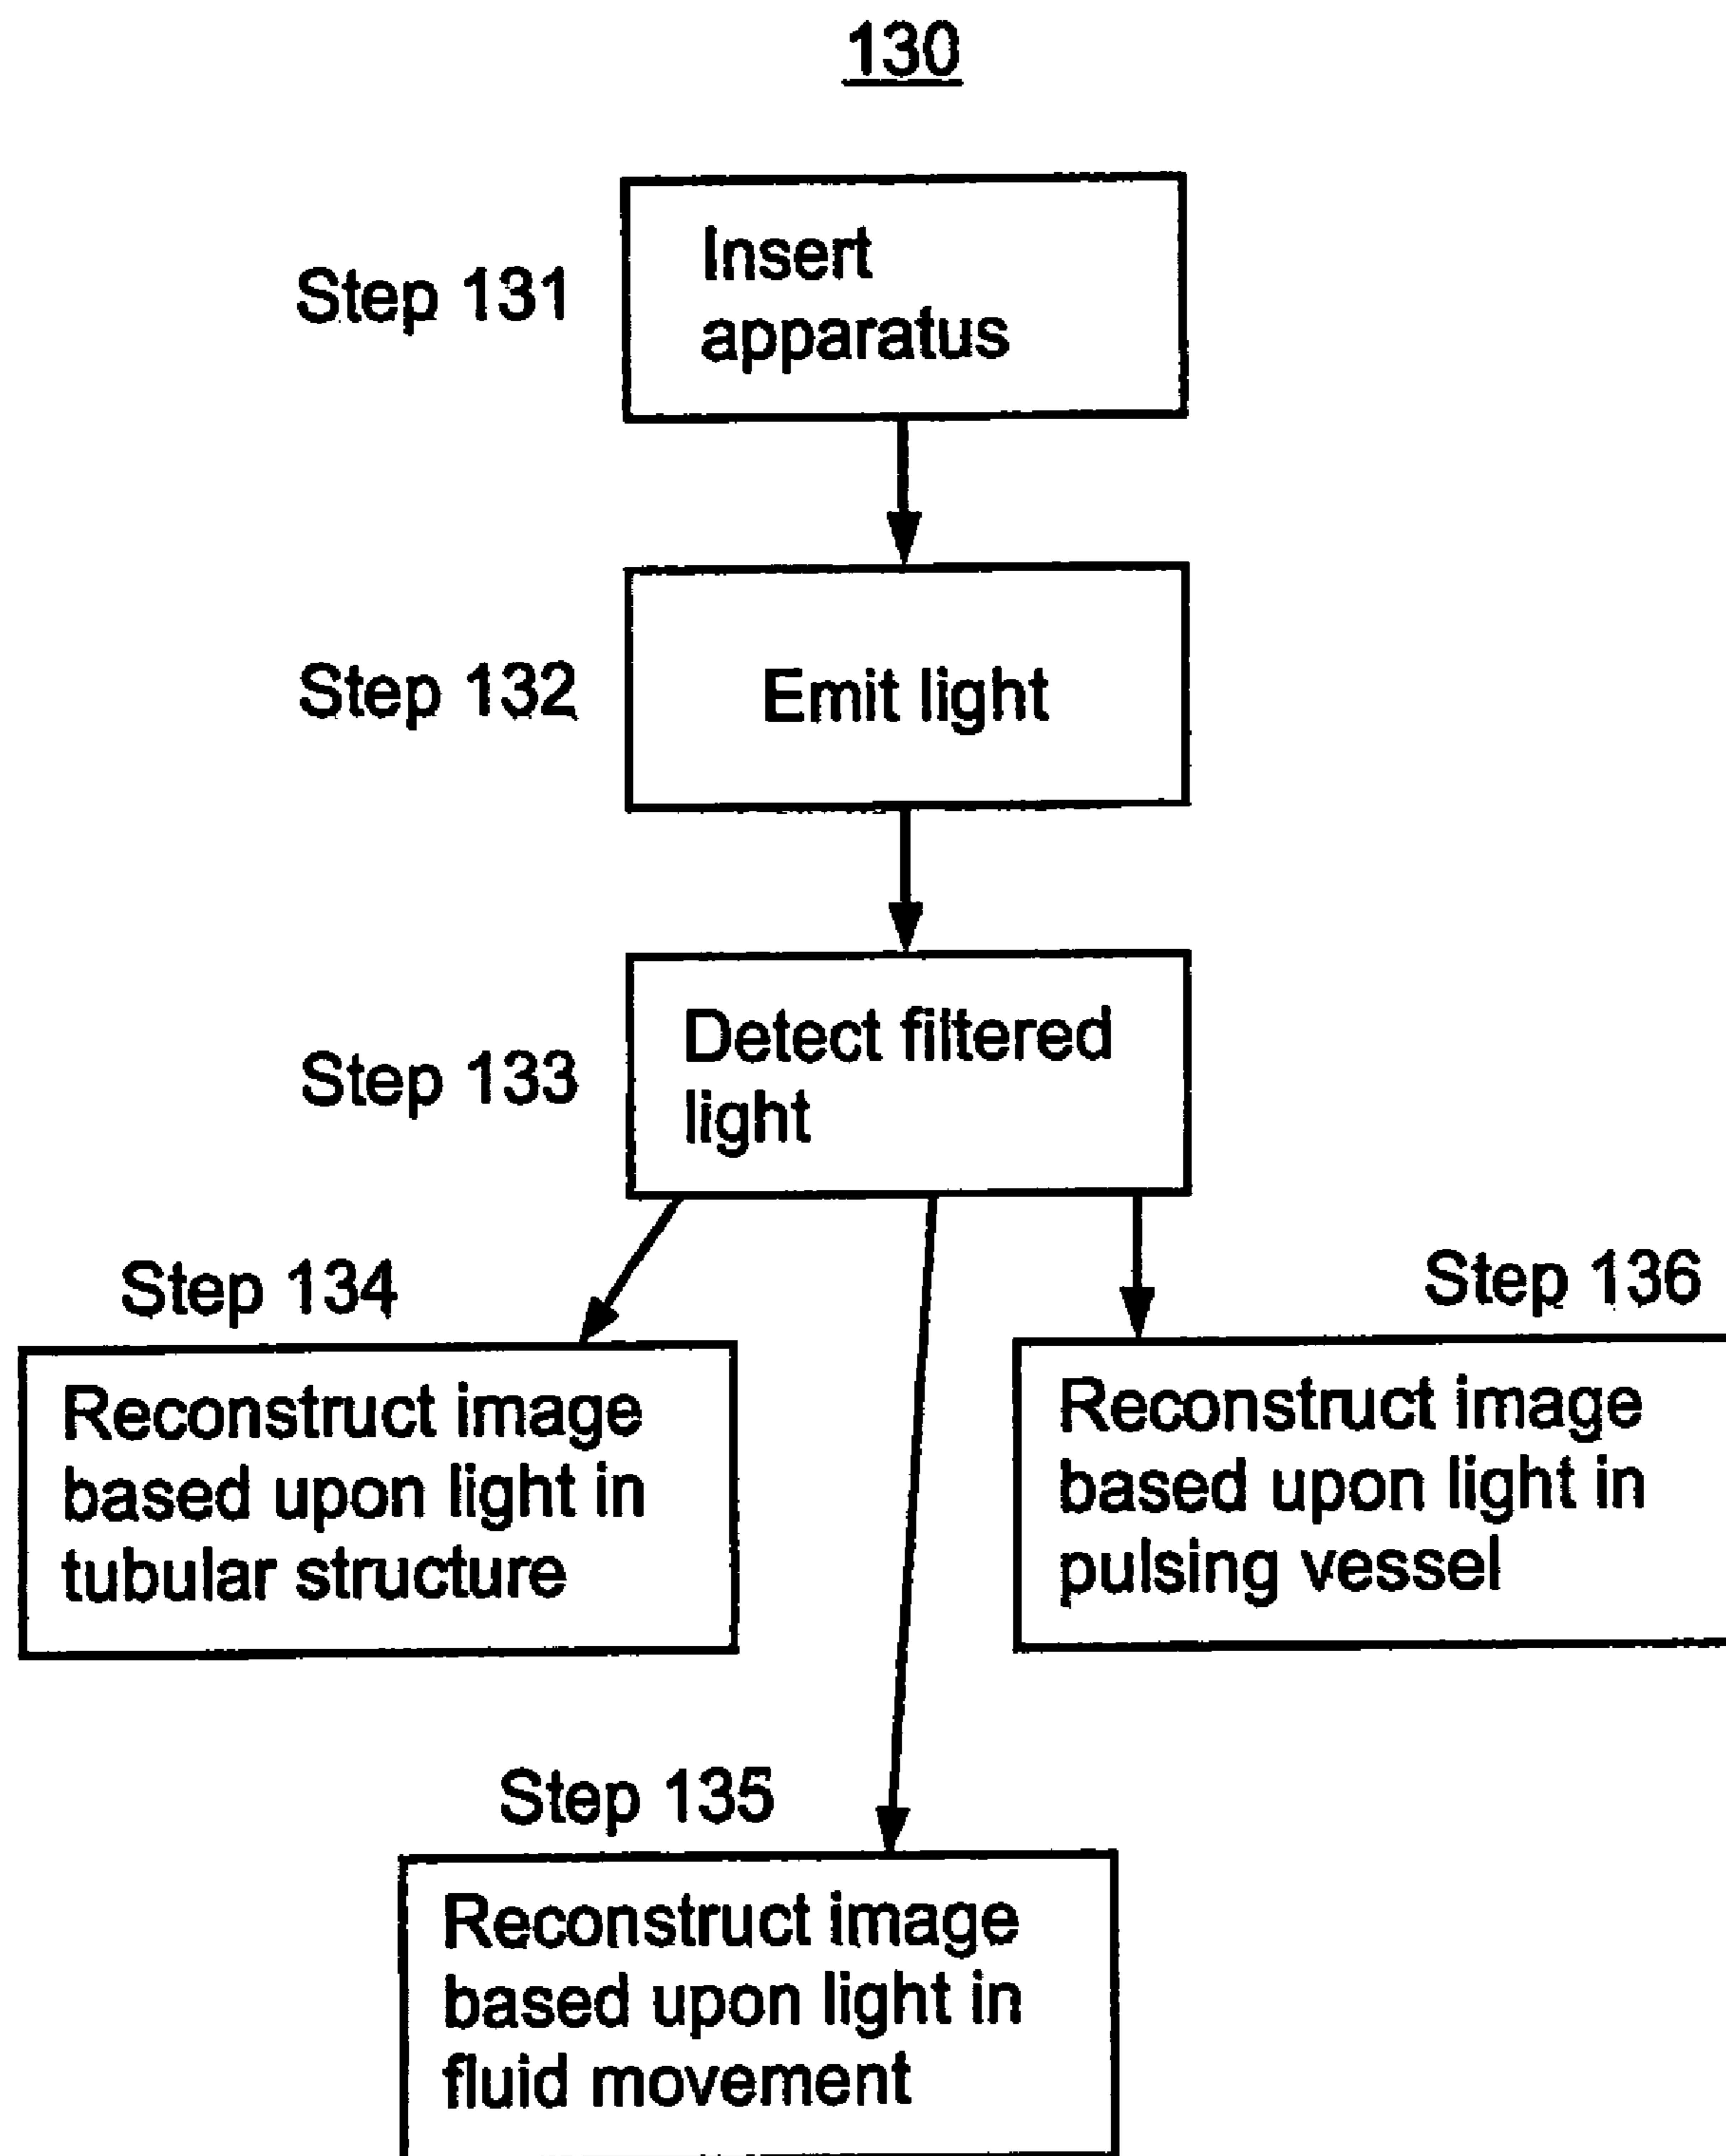 130
Step 131
Insert
apparatus
Step 132
Emit light
Step 133
Detect filtered
light
Step 134
Reconstruct image
based upon light in
tubular structure
Step 136
Reconstruct image
based upon light in
pulsing vessel
Step 135
Reconstruct image
based upon light in
fluid movement